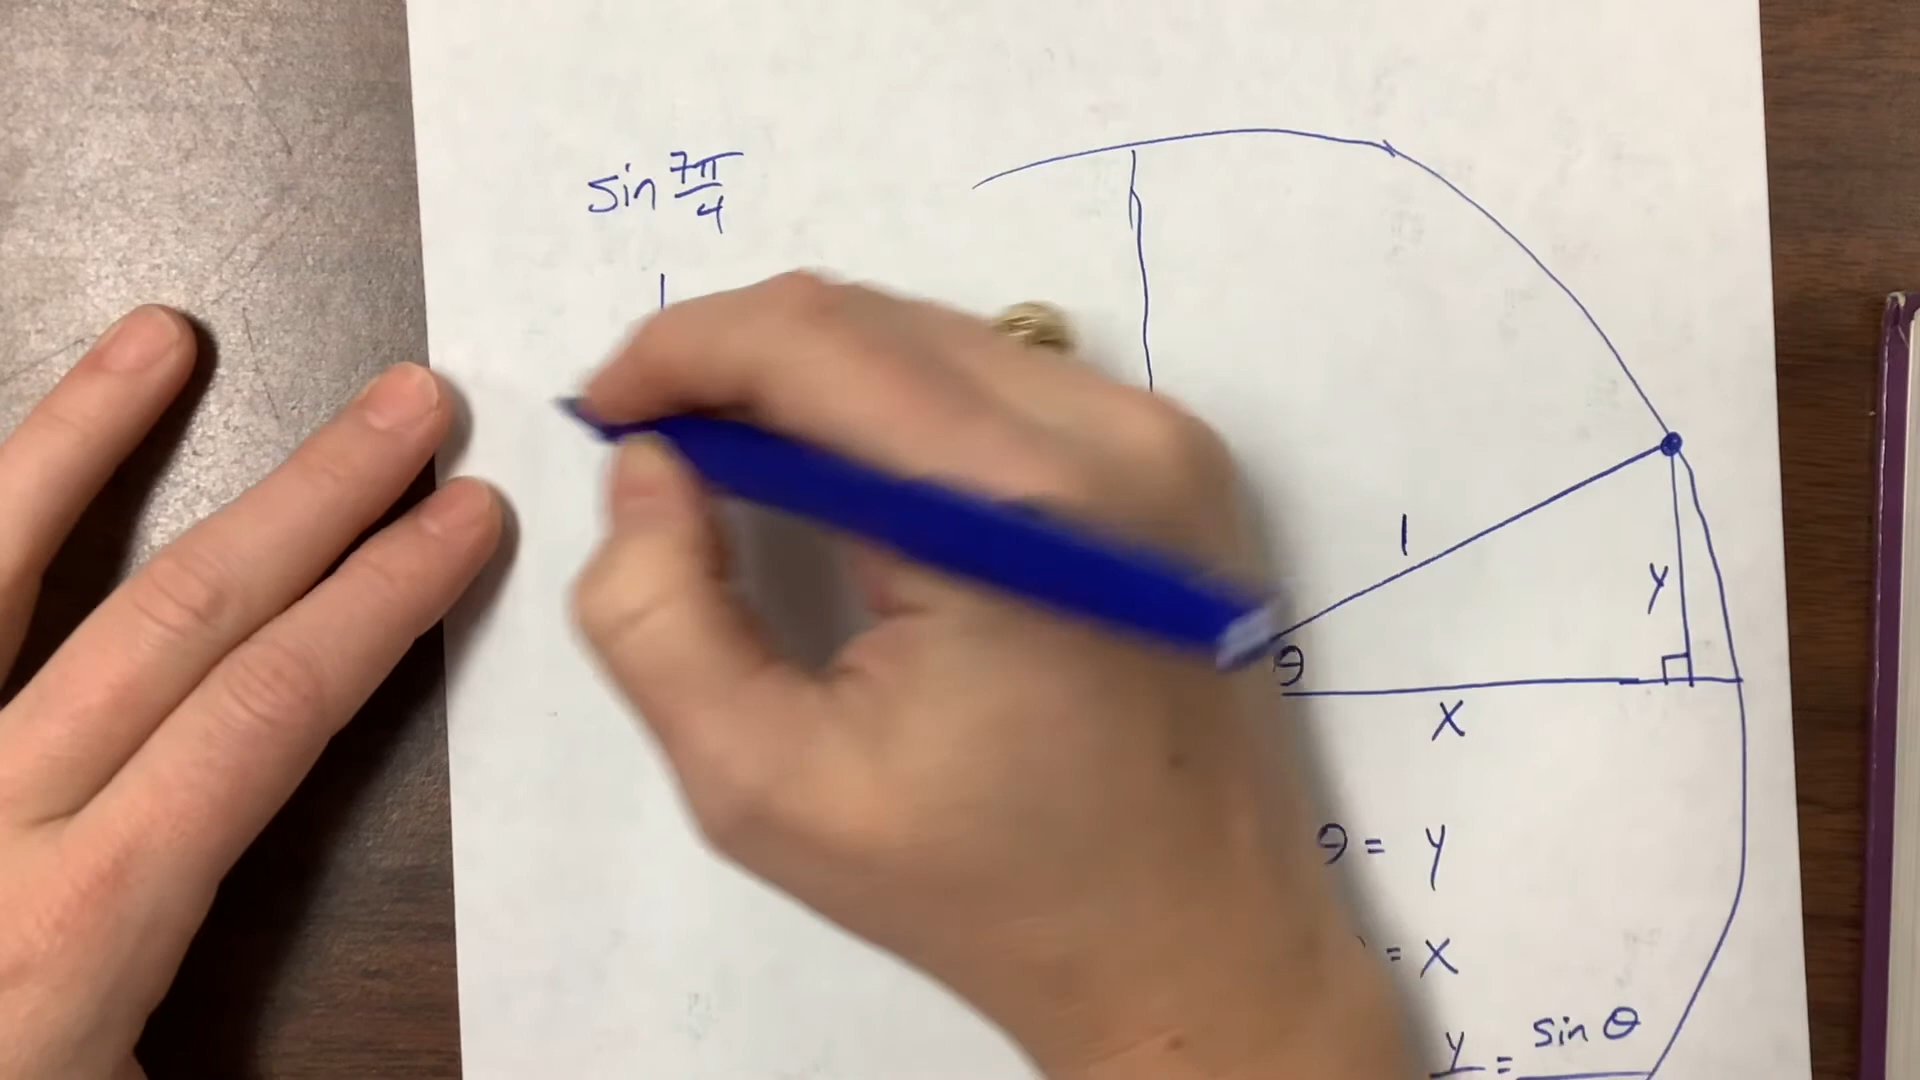 sin 7π/4
1
y
θ
x
θ = y
= x
y = sin θ